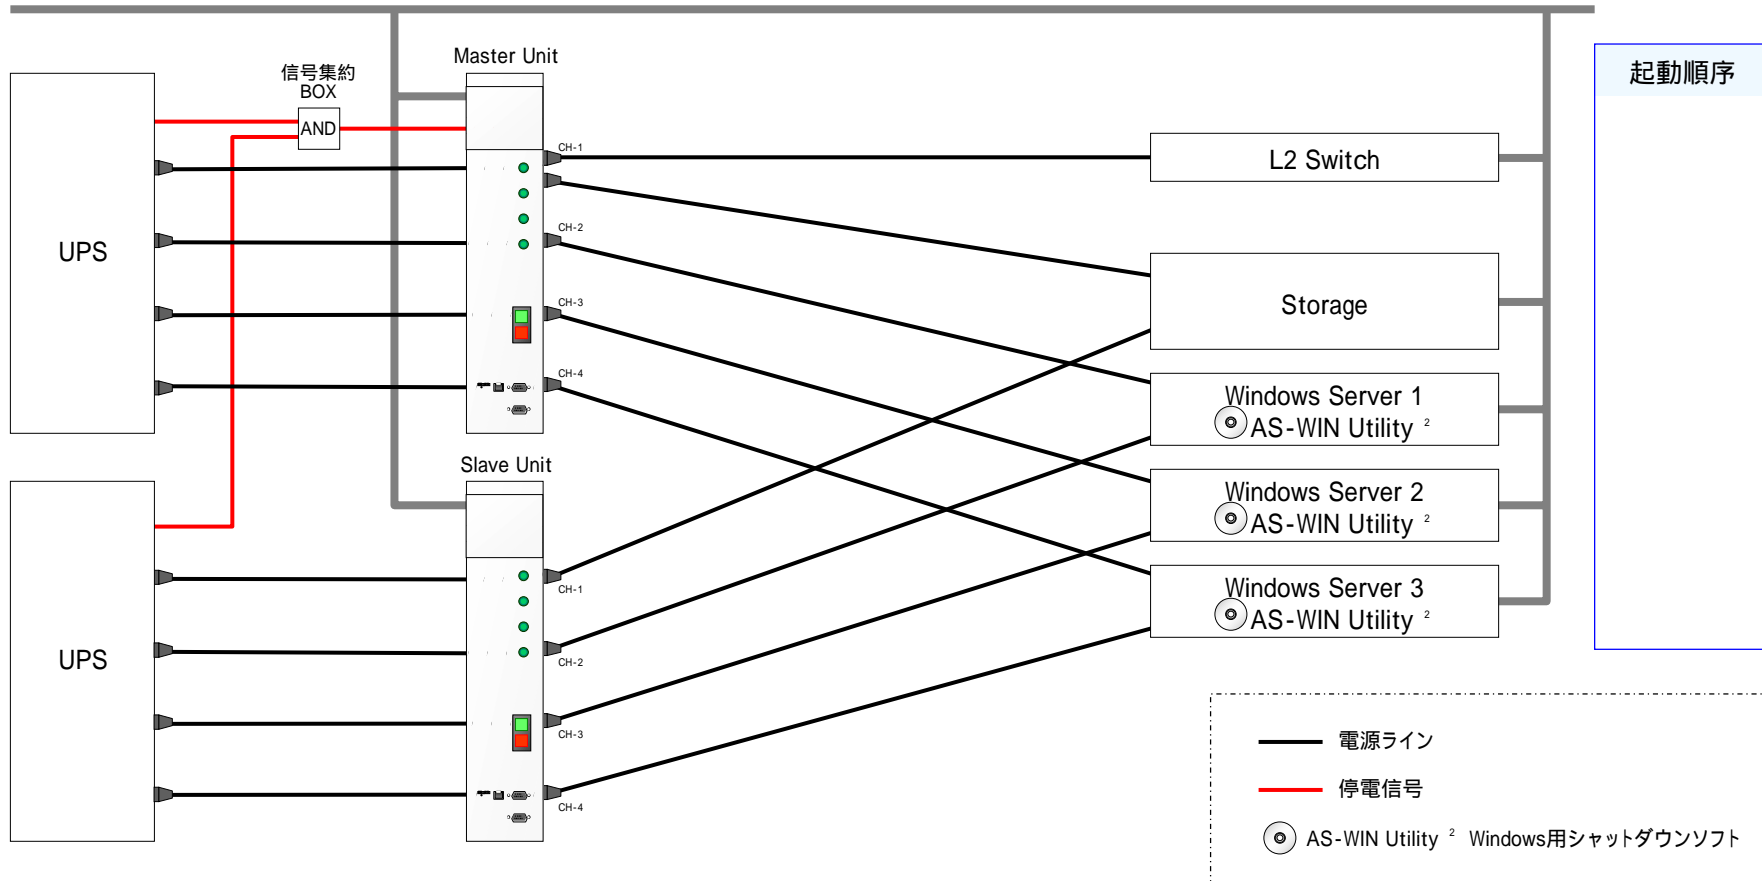 Master Unit
信号集約
BOX
AND
起動順序
CH-1
L2 Switch
UPS
CH-2
CH-3
Storage
CH-4
Windows Server 1
AS-WIN Utility 2
Slave Unit
Windows Server 2
AS-WIN Utility 2
CH-1
Windows Server 3
AS-WIN Utility 2
UPS
CH-2
CH-3
CH-4
電源ライン
停電信号
AS-WIN Utility 2 Windows用シャットダウンソフト